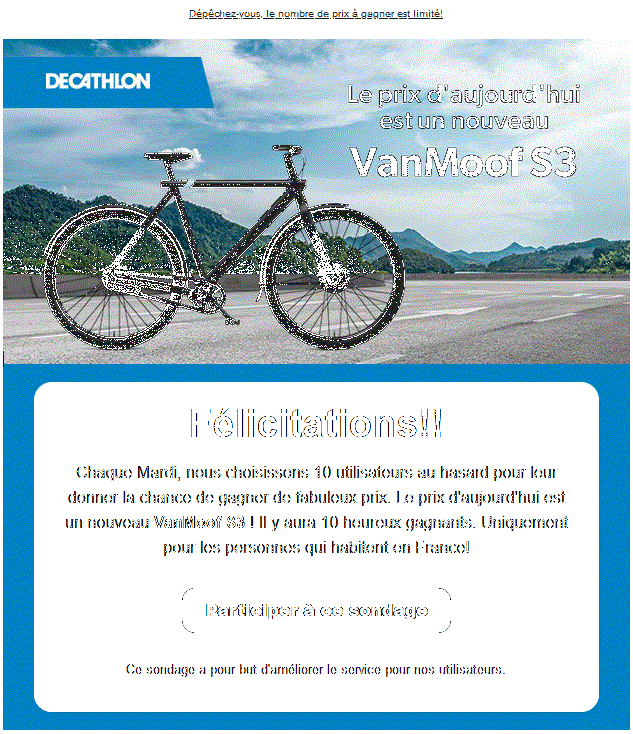 Dépêchez-vous, le nombre de prix à gagner est limité!
DECATHLON
Le prix d'aujourd'hui
est un nouveau
VanMoof S3
Félicitations!!
Chaque Mardi, nous choisissons 10 utilisateurs au hasard pour leur
donner la chance de gagner de fabuleux prix. Le prix d'aujourd'hui est
un nouveau VanMoof S3 ! Il y aura 10 heureux gagnants. Uniquement
pour les personnes qui habitent en France!
Participer à ce sondage
Ce sondage a pour but d'améliorer le service pour nos utilisateurs.